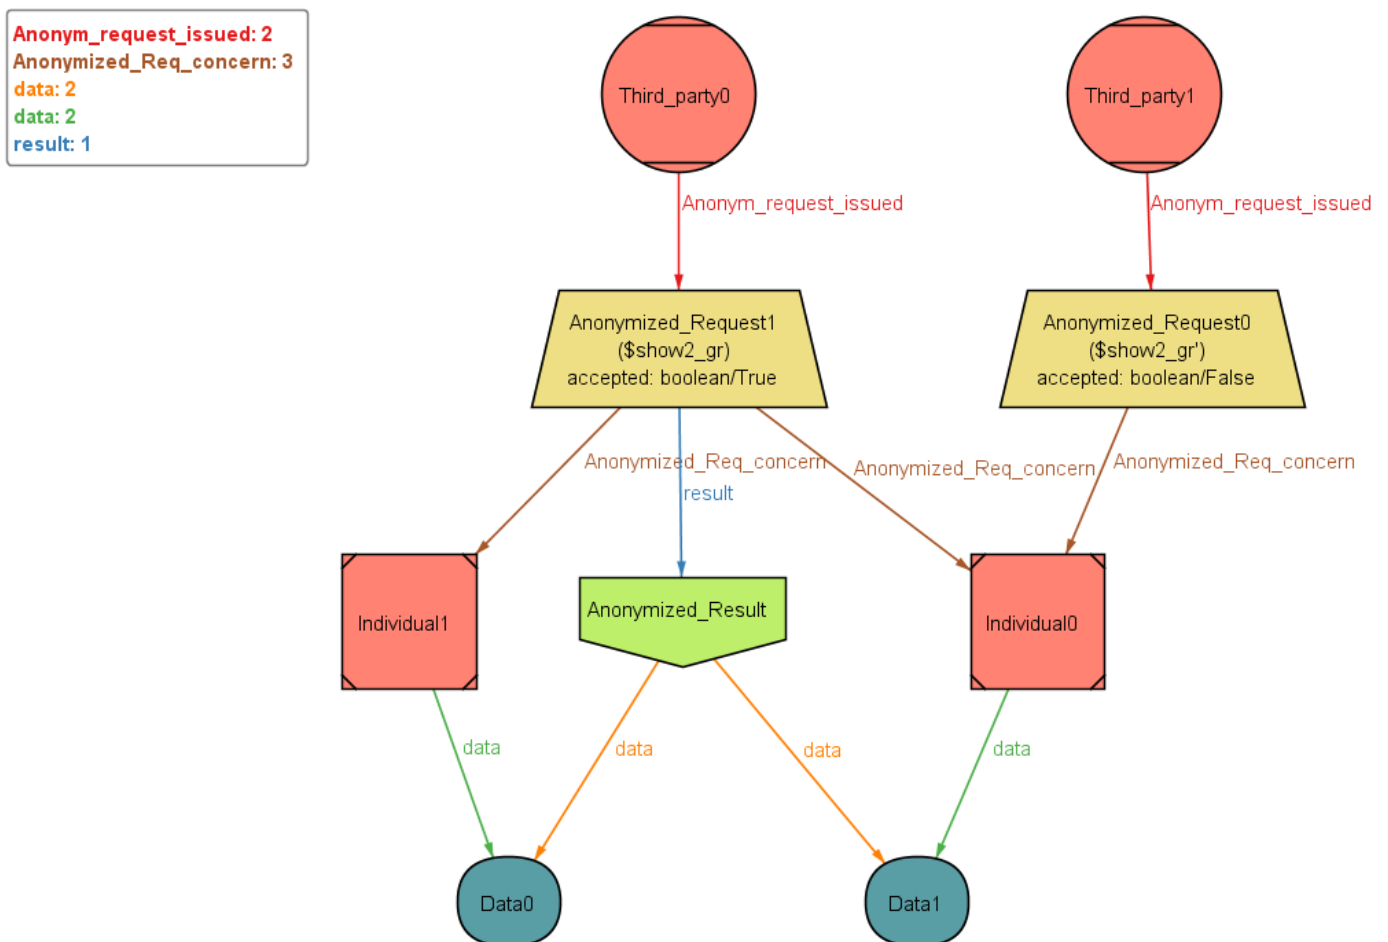 Anonym_request_issued: 2
Anonymized_Req_concern: 3
data: 2
data: 2
result: 1
Third_party0
Third_party1
Anonym_request_issued
Anonym_request_issued
Anonymized_Request1
($show2_gr)
accepted: boolean/True
Anonymized_Request0
($show2_gr')
accepted: boolean/False
Anonymized_Req_concern
Anonymized_Req_concern
Anonymized_Req_concern
result
Individual1
Anonymized_Result
Individual0
data
data
data
data
Data0
Data1